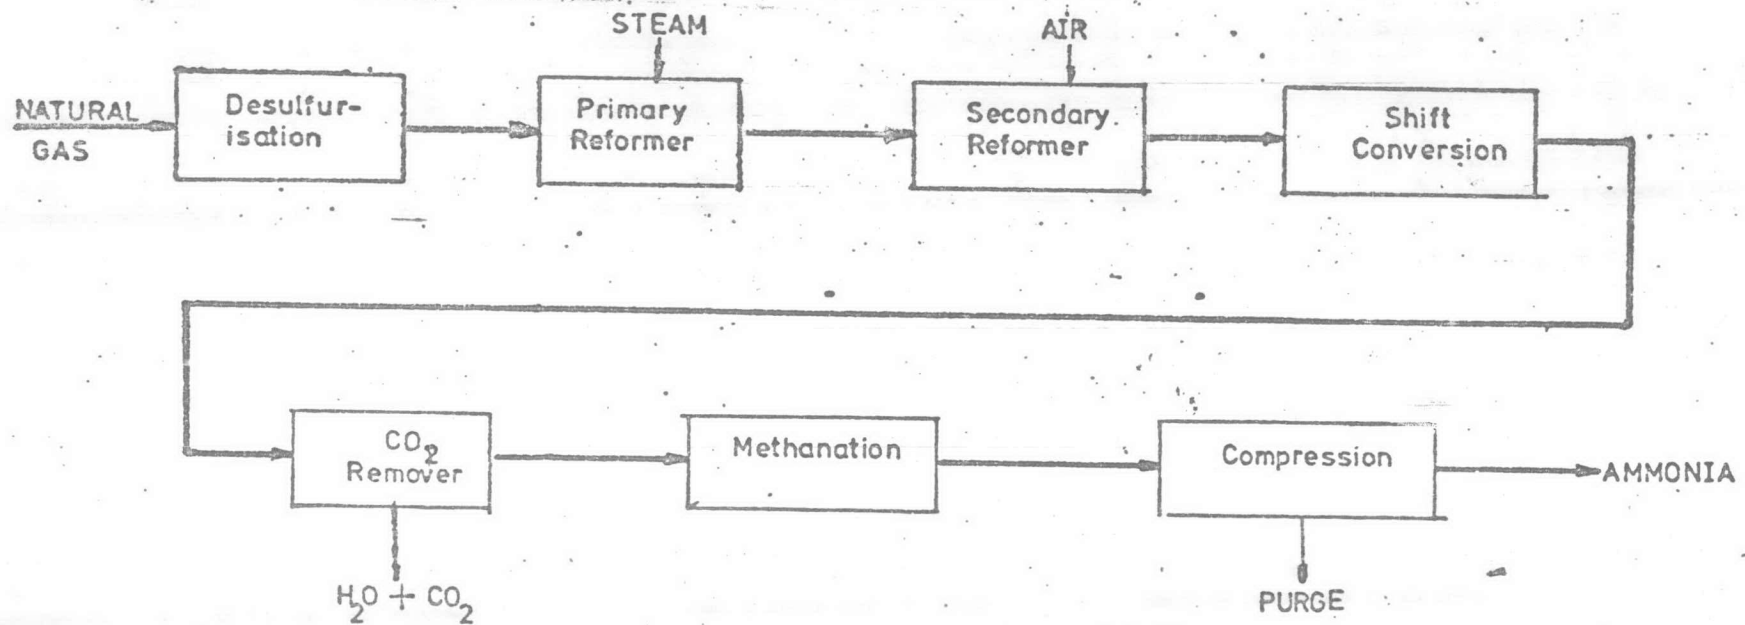 STEAM
AIR
NATURAL
GAS
Desulfur-
isation
Primary
Reformer
Secondary.
Reformer
Shift
Conversion
CO₂
Remover
Methanation
Compression
AMMONIA
H₂O + CO₂
PURGE